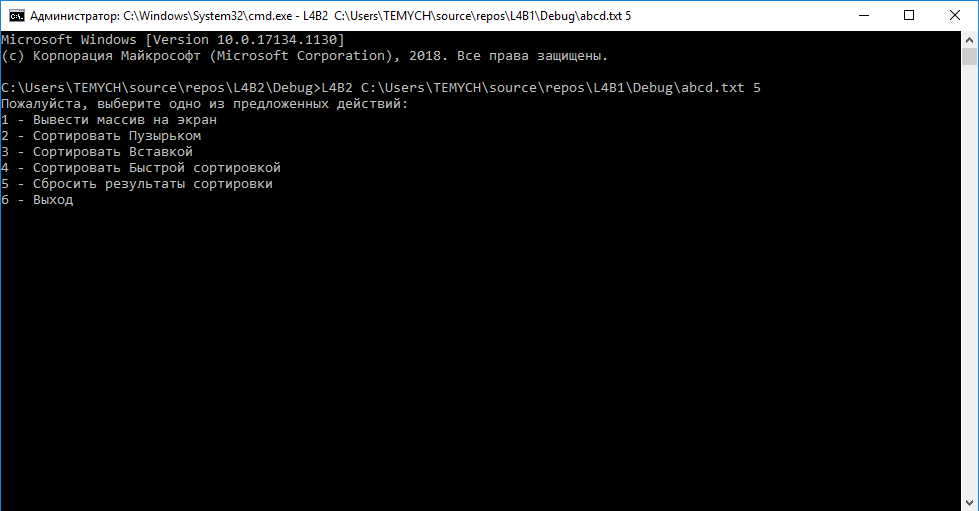 Администратор: C:\Windows\System32\cmd.exe - L4B2 C:\Users\TEMYCH\source\repos\L4B1\Debug\abcd.txt 5
Microsoft Windows [Version 10.0.17134.1130]
(c) Корпорация Майкрософт (Microsoft Corporation), 2018. Все права защищены.
C:\Users\TEMYCH\source\repos\L4B2\Debug>L4B2 C:\Users\TEMYCH\source\repos\L4B1\Debug\abcd.txt 5
Пожалуйста, выберите одно из предложенных действий:
1 - Вывести массив на экран
2 - Сортировать Пузырьком
3 - Сортировать Вставкой
4 - Сортировать Быстрой сортировкой
5 - Сбросить результаты сортировки
6 - Выход